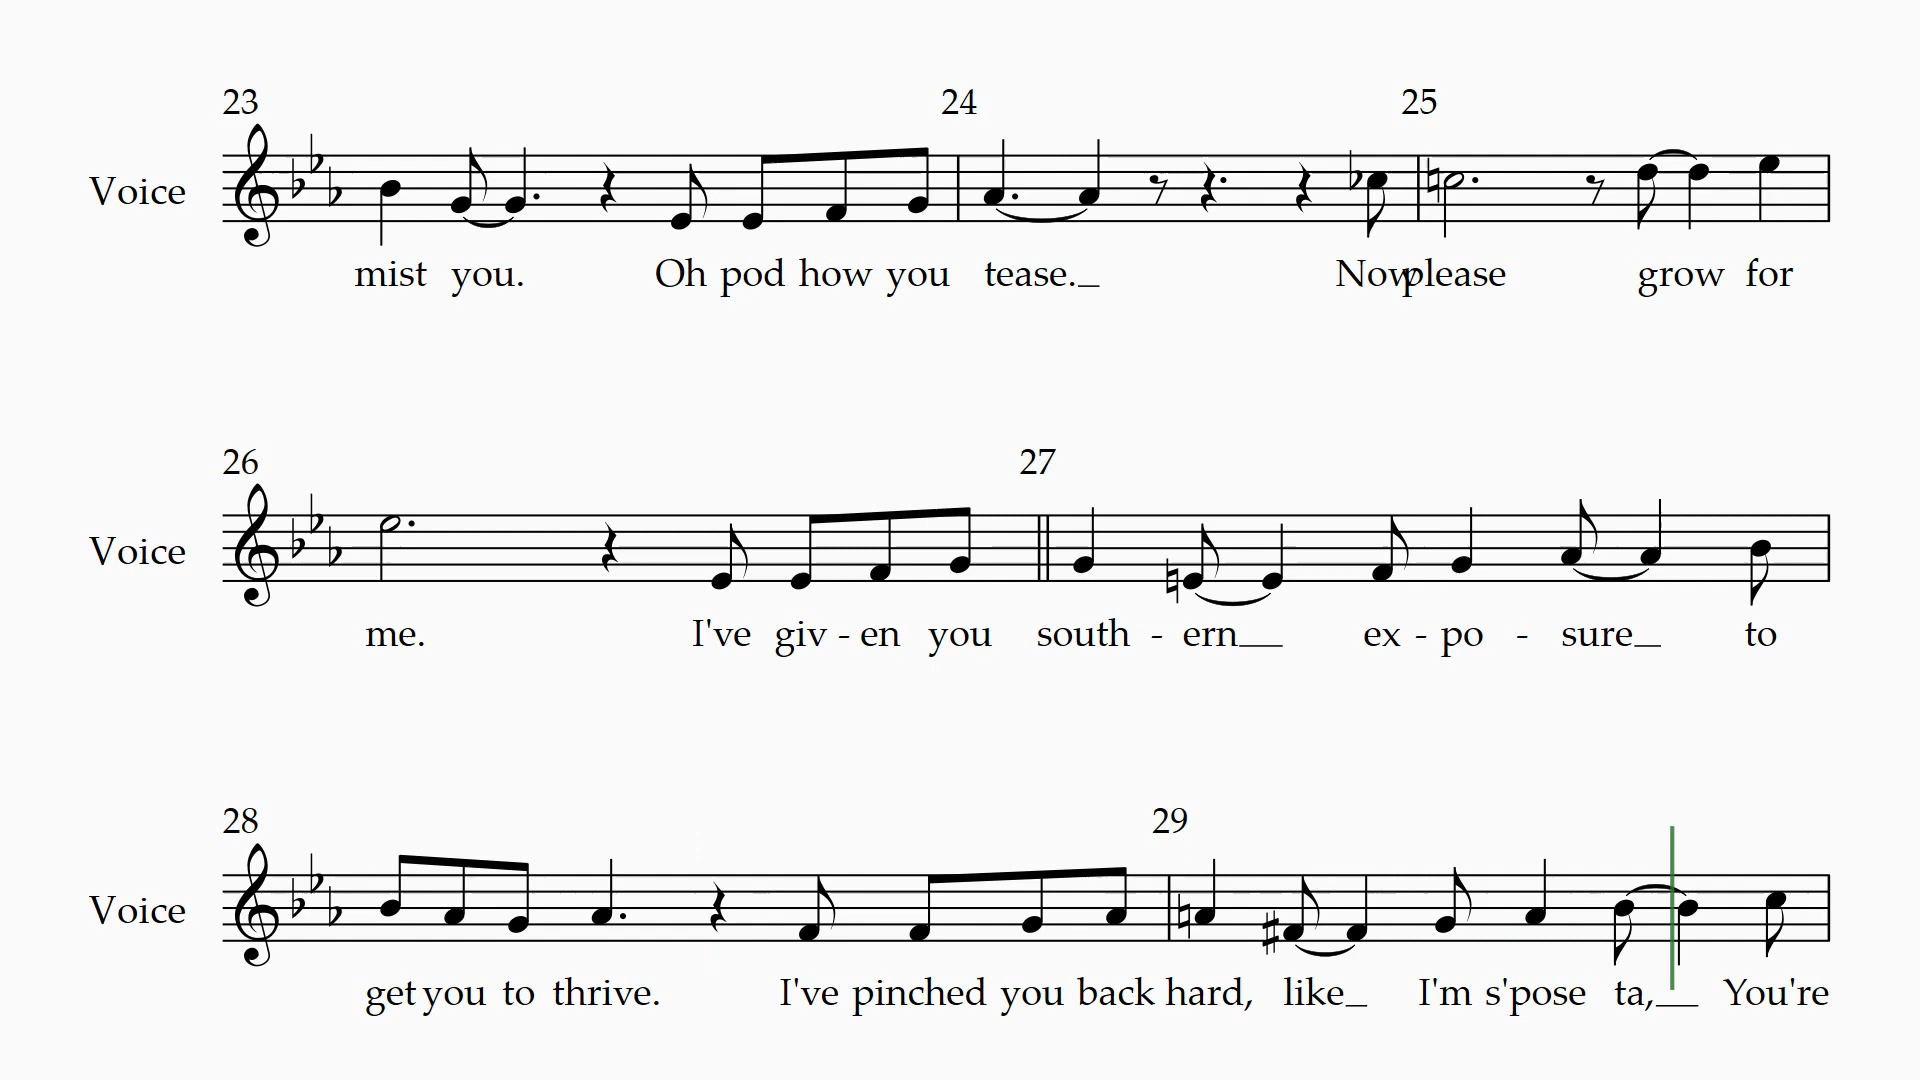 23 24 25
Voice
mist you. Oh pod how you tease._ Now please grow for
26 27
Voice
me. I've giv - en you south - ern_ ex - po - sure_ to
28 29
Voice
get you to thrive. I've pinched you back hard, like_ I'm s'pose ta,_ You're